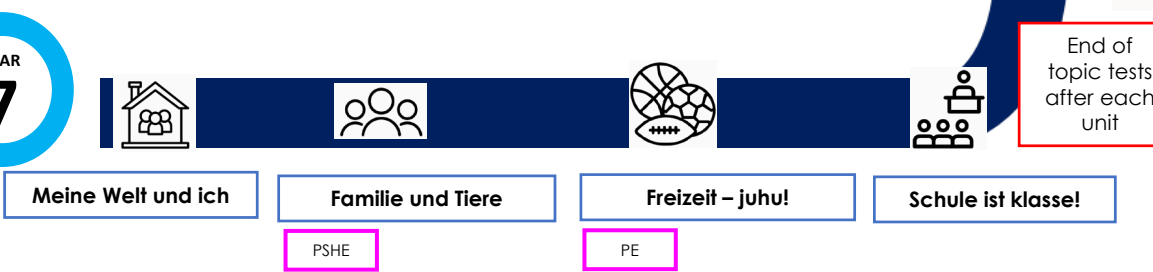 AR
7
End of
topic tests
after each
unit
Meine Welt und ich
Familie und Tiere
Freizeit – juhu!
Schule ist klasse!
PSHE
PE